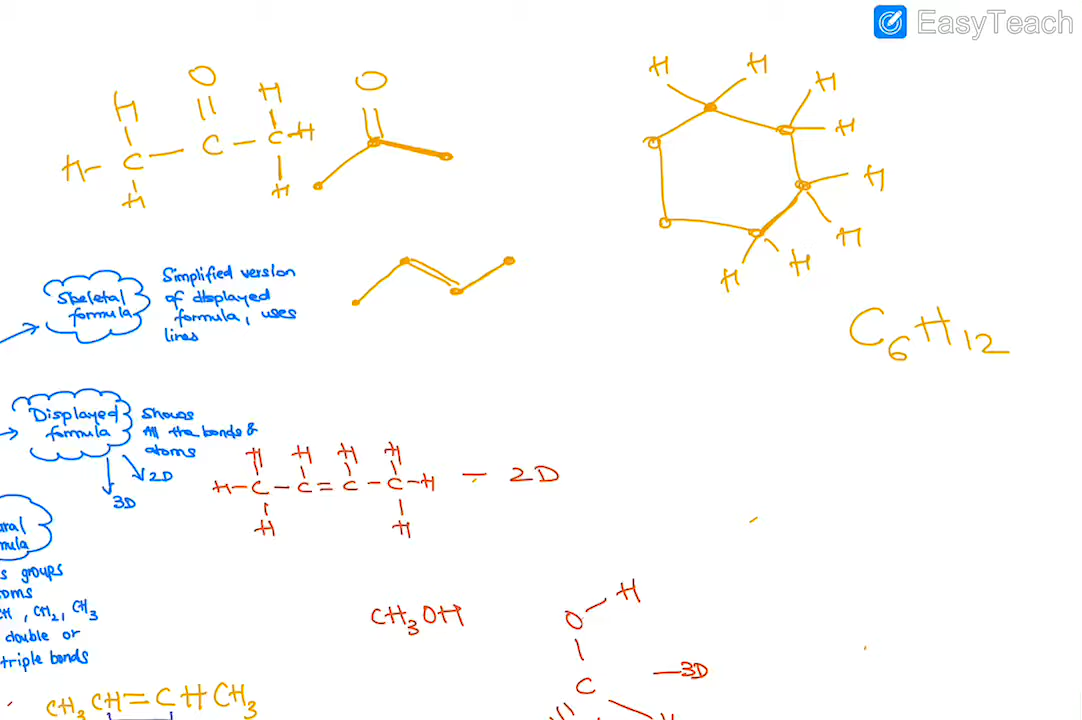 EasyTeach
O O
H H
H - C - C - C - H
H H
H H
H H
H
H
H H
Skeletal
formula
Simplified version
of displayed
formula, uses
lines
C6H12
Displayed
formula
Shows
All the bonds &
atoms
2D
3D
H H H H
H - C - C = C - C - H = 2D
H H
s groups
CH, CH2, CH3
double or
triple bonds
CH3OH
O - H
C - 3D
CH3CH=CHCH3